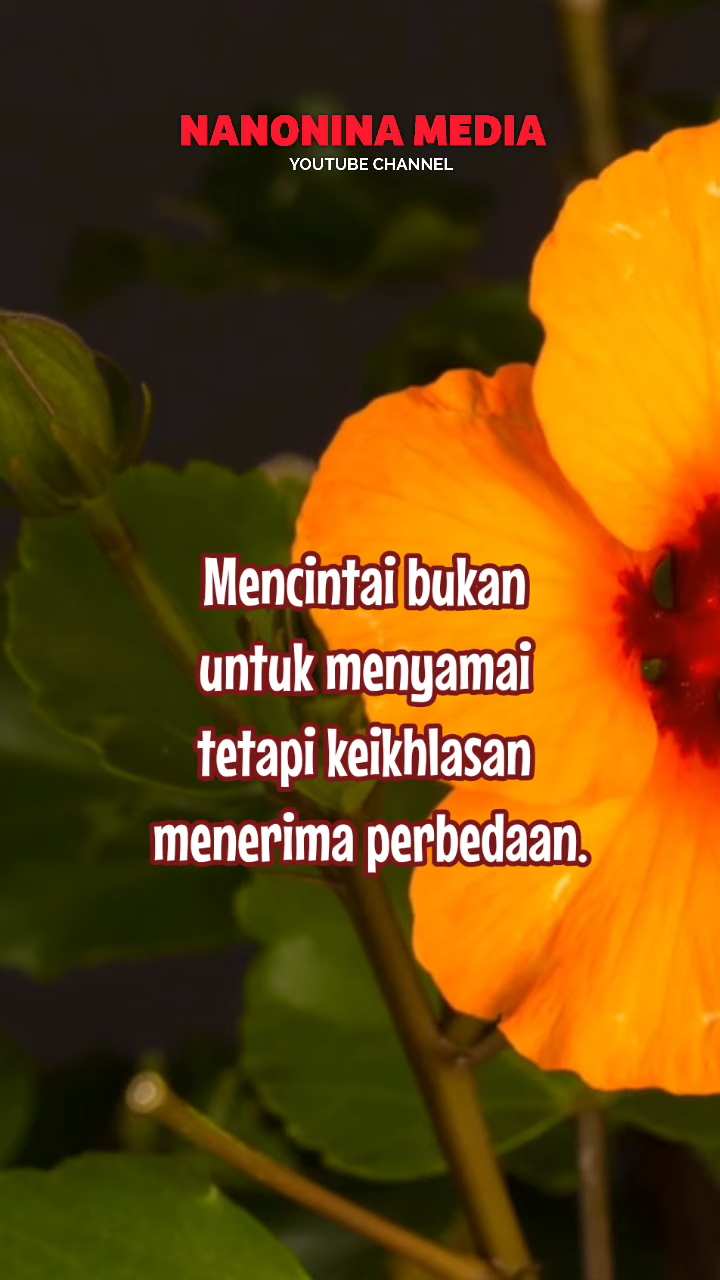 NANONINA MEDIA
YOUTUBE CHANNEL
Mencintai bukan
untuk menyamai
tetapi keikhlasan
menerima perbedaan.